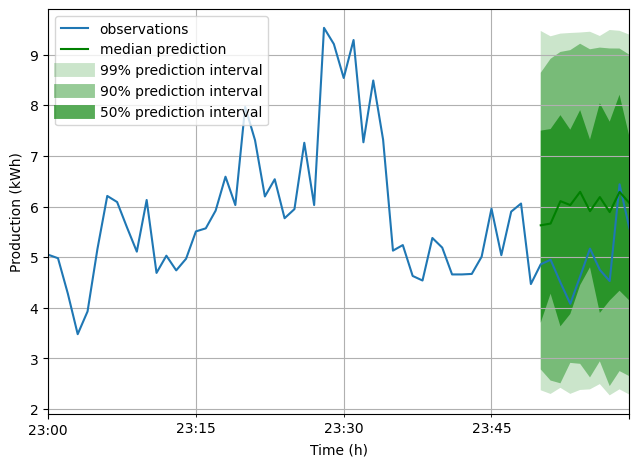 observations
median prediction
99% prediction interval
90% prediction interval
50% prediction interval
9
8
7
6
5
4
3
2
Production (kWh)
23:00
23:15
23:30
23:45
Time (h)